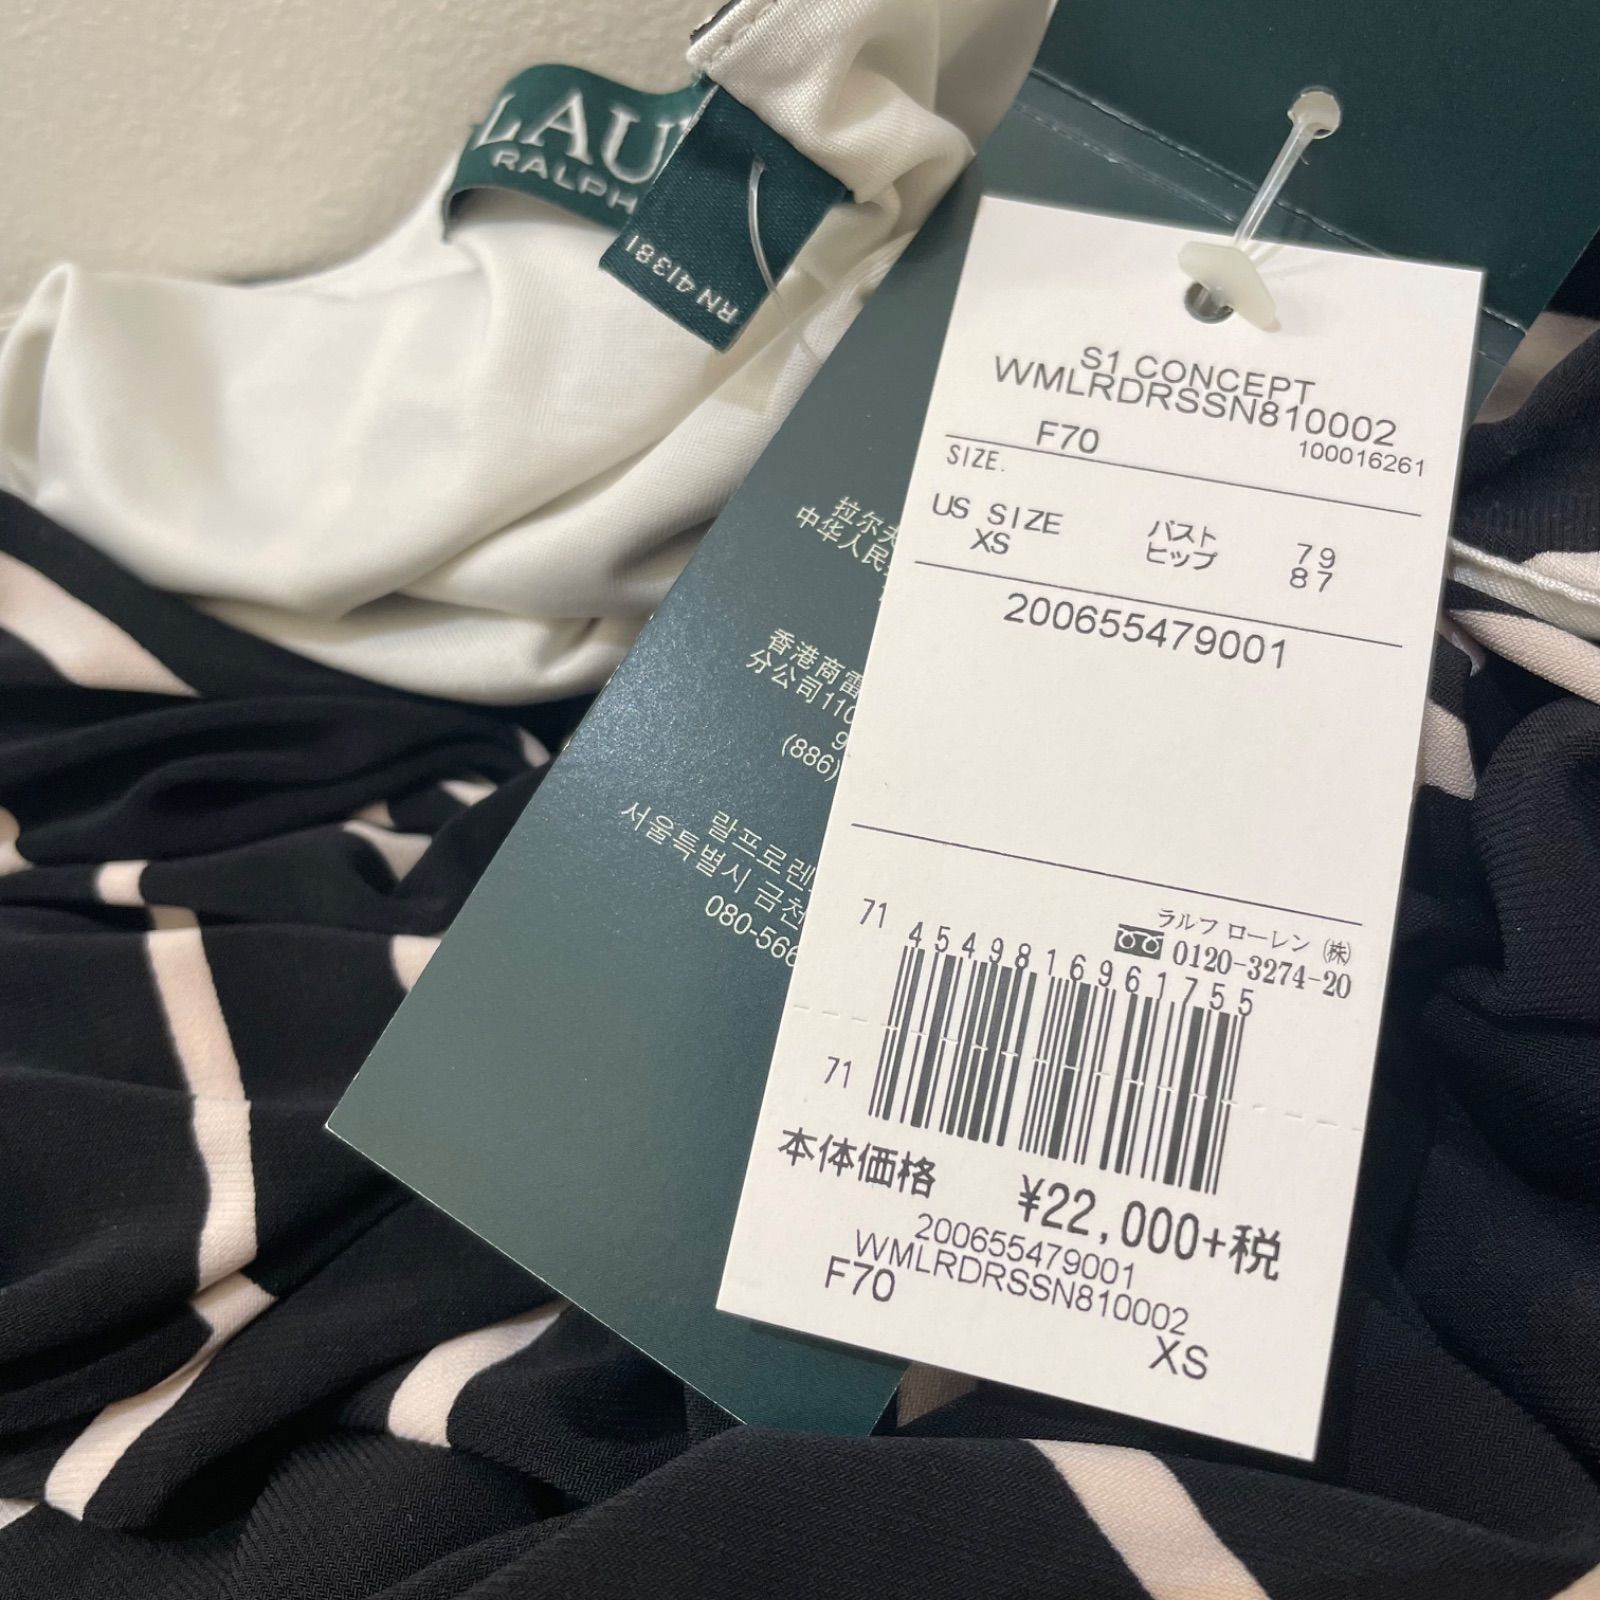 RALPH
RN 41381
S1 CONCEPT
WMLRDRSSN810002
F70
100016261
SIZE.
US SIZE
XS
バスト 79
ヒップ 87
200655479001
拉尔夫
中华人民
香港商雷
分公司110
(886)
랄프로렌
서울특별시 금천
080-566
ラルフ ローレン (株)
0120-3274-20
71
4549816961755
71
本体価格 ¥22,000+税
200655479001
WMLRDRSSN810002
F70
XS